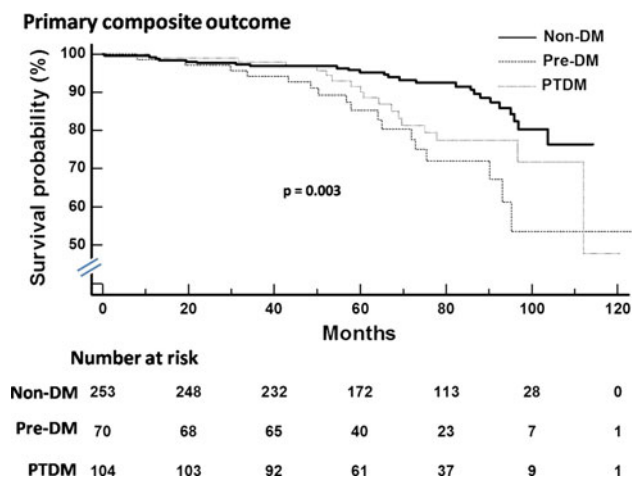 Primary composite outcome
Non-DM
Pre-DM
PTDM
Survival probability (%)
100
90
80
70
60
50
p = 0.003
0 20 40 60 80 100 120
Months
Number at risk
Non-DM 253 248 232 172 113 28 0
Pre-DM 70 68 65 40 23 7 1
PTDM 104 103 92 61 37 9 1